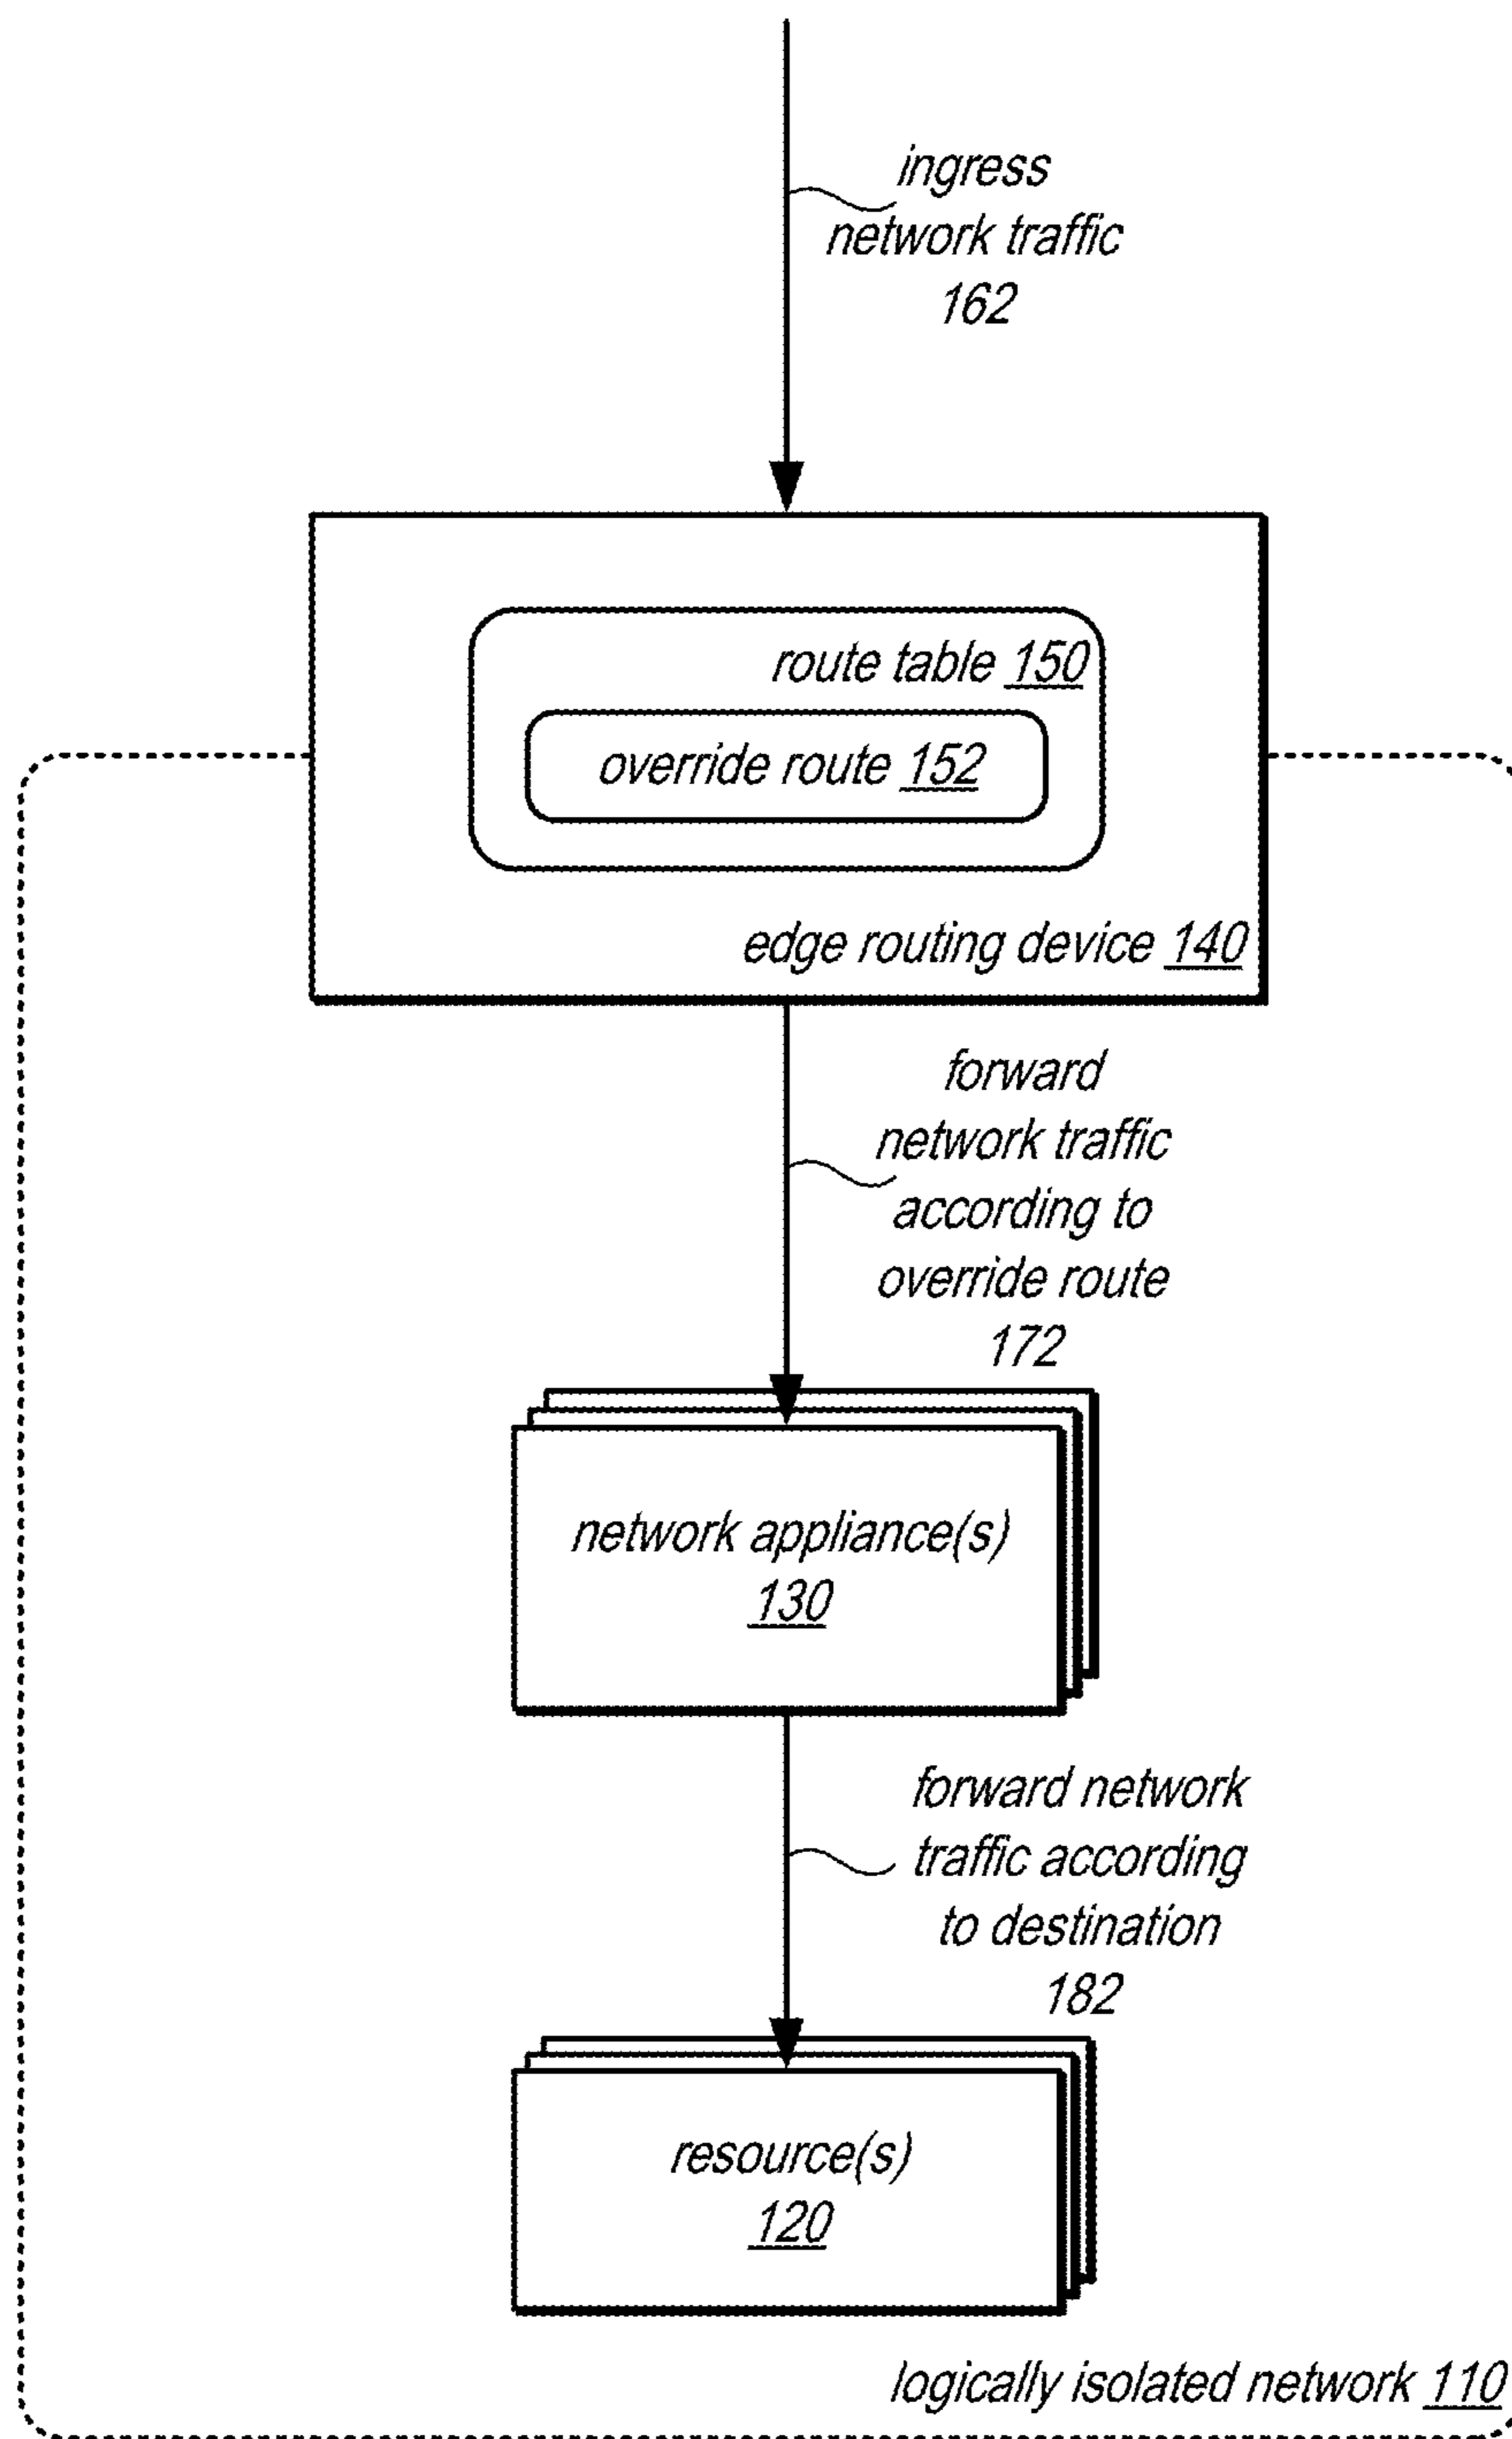 ingress
network traffic
162
route table 150
override route 152
edge routing device 140
forward
network traffic
according to
override route
172
network appliance(s)
130
forward network
traffic according
to destination
182
resource(s)
120
logically isolated network 110